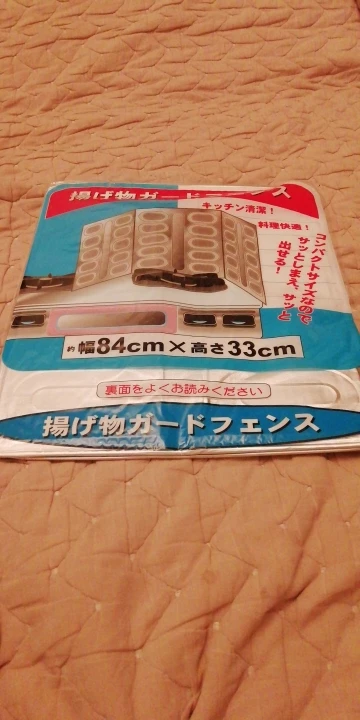 揚げ物ガードフェンス
キッチン清潔！
料理快適！
コンパクトサイズなので
サッとしまえ、サッと
出せる！
約 幅84cm×高さ33cm
裏面をよくお読みください
揚げ物ガードフェンス